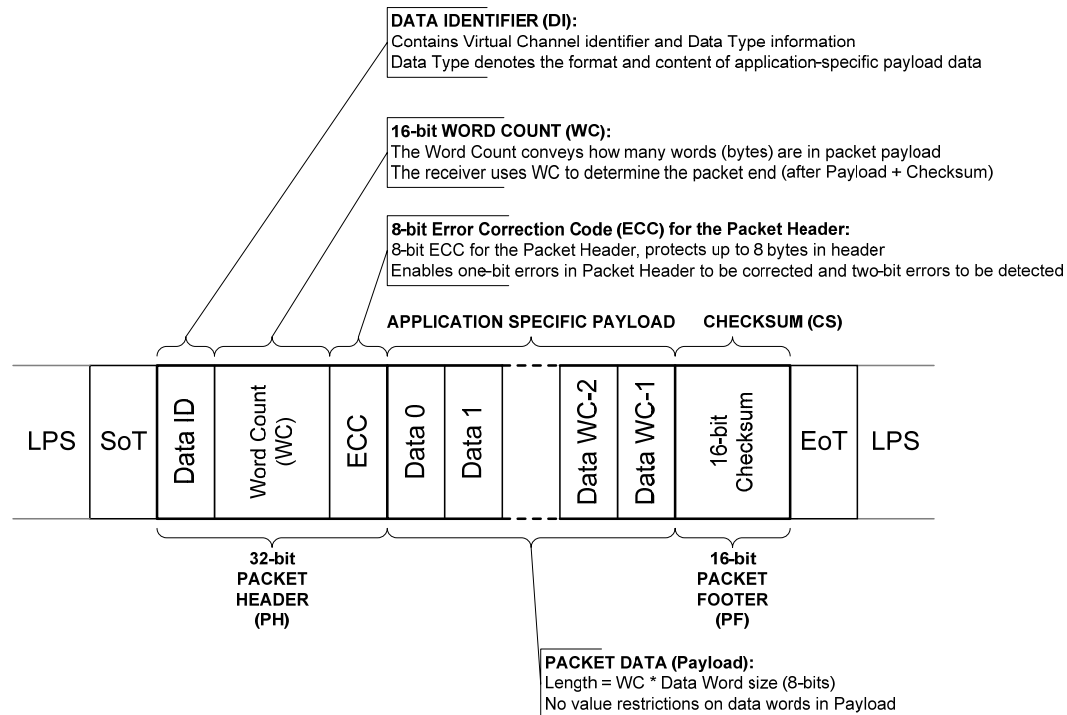 DATA IDENTIFIER (DI):
Contains Virtual Channel identifier and Data Type information
Data Type denotes the format and content of application-specific payload data
16-bit WORD COUNT (WC):
The Word Count conveys how many words (bytes) are in packet payload
The receiver uses WC to determine the packet end (after Payload + Checksum)
8-bit Error Correction Code (ECC) for the Packet Header:
8-bit ECC for the Packet Header, protects up to 8 bytes in header
Enables one-bit errors in Packet Header to be corrected and two-bit errors to be detected
APPLICATION SPECIFIC PAYLOAD
CHECKSUM (CS)
LPS
SoT
Data ID
Word Count
(WC)
ECC
Data 0
Data 1
Data WC-2
Data WC-1
16-bit
Checksum
EoT
LPS
32-bit
PACKET
HEADER
(PH)
16-bit
PACKET
FOOTER
(PF)
PACKET DATA (Payload):
Length = WC * Data Word size (8-bits)
No value restrictions on data words in Payload